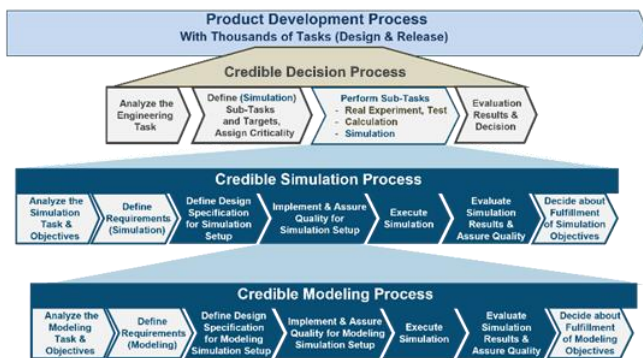 Product Development Process
With Thousands of Tasks (Design & Release)
Credible Decision Process
Analyze the
Engineering
Task
Define (Simulation)
Sub-Tasks
and Targets,
Assign Criticality
Perform Sub-Tasks
- Real Experiment, Test
- Calculation
- Simulation
Evaluation
Results &
Decision
Credible Simulation Process
Analyze the
Simulation
Task &
Objectives
Define
Requirements
(Simulation)
Define Design
Specification
for Simulation
Setup
Implement & Assure
Quality for
Simulation Setup
Execute
Simulation
Evaluate
Simulation
Results &
Assure Quality
Decide about
Fulfillment
of Simulation
Objectives
Credible Modeling Process
Analyze the
Modeling
Task &
Objectives
Define
Requirements
(Modeling)
Define Design
Specification
for Modeling
Simulation Setup
Implement & Assure
Quality for Modeling
Simulation Setup
Execute
Simulation
Evaluate
Simulation
Results &
Assure Quality
Decide about
Fulfillment
of Modeling
Objectives